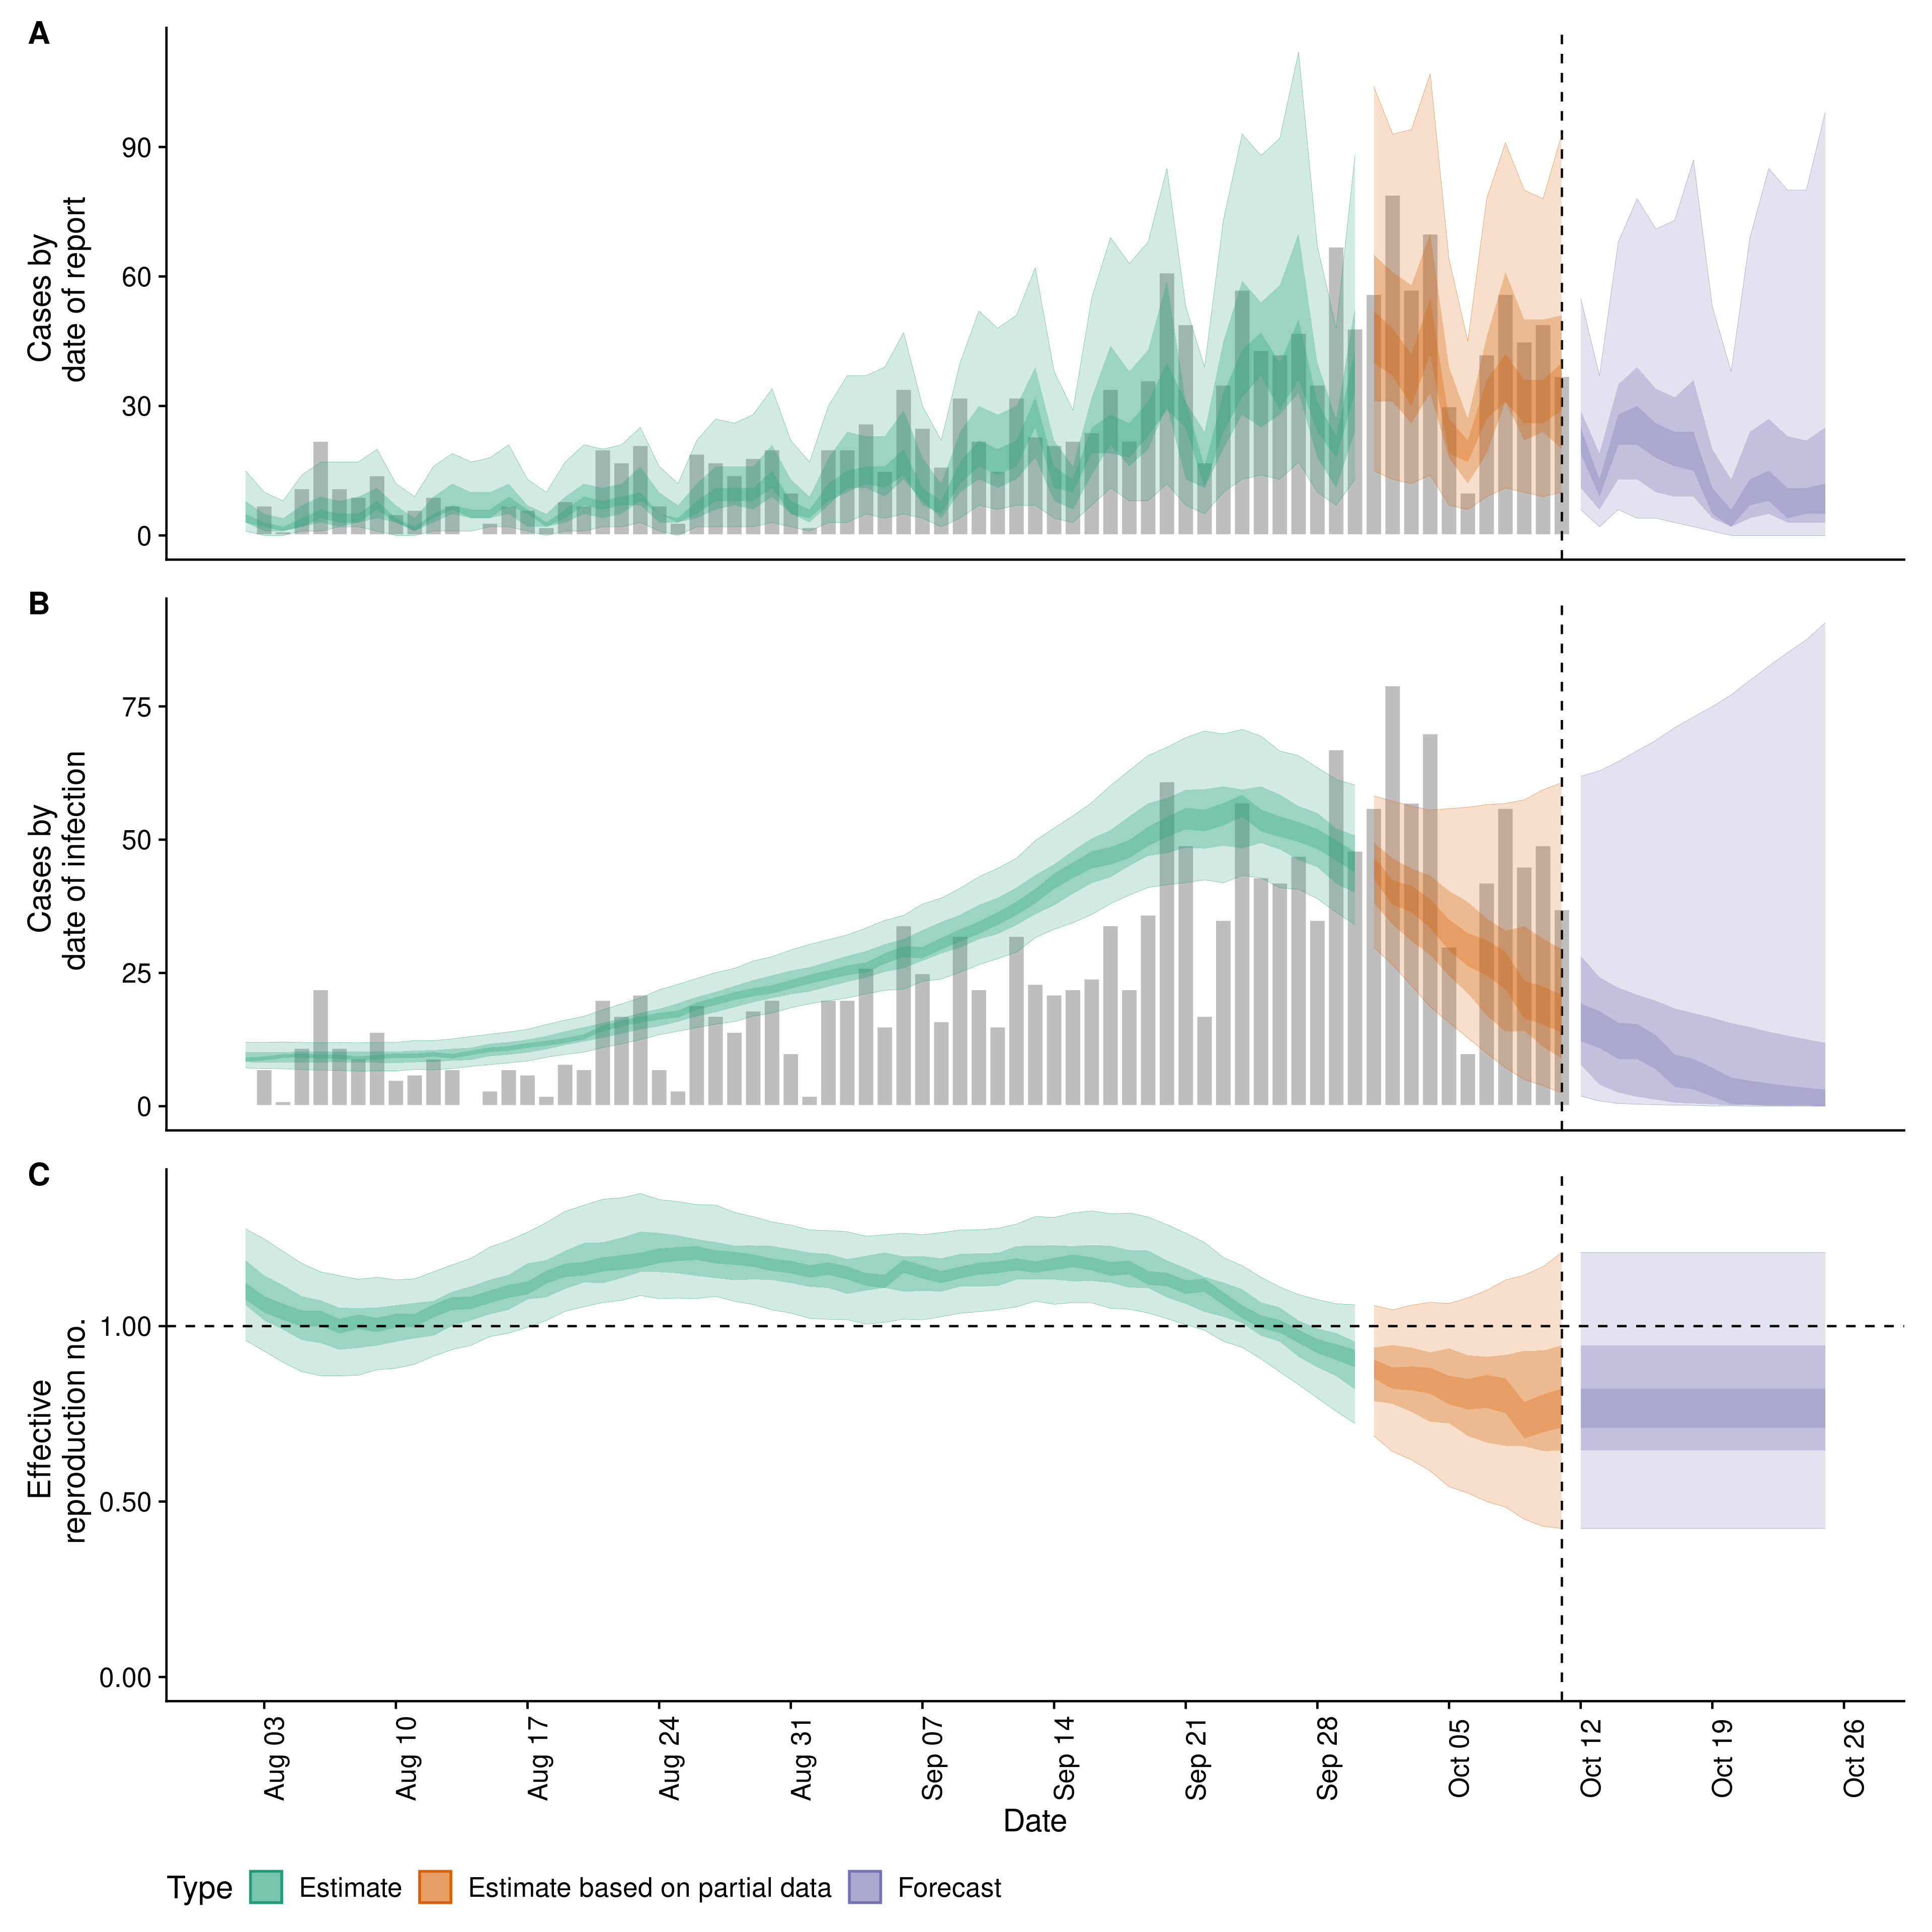 A
Cases by
date of report
90
60
30
0
B
Cases by
date of infection
75
50
25
0
C
Effective
reproduction no.
1.00
0.50
0.00
Aug 03
Aug 10
Aug 17
Aug 24
Aug 31
Sep 07
Sep 14
Sep 21
Sep 28
Oct 05
Oct 12
Oct 19
Oct 26
Date
Type
Estimate
Estimate based on partial data
Forecast